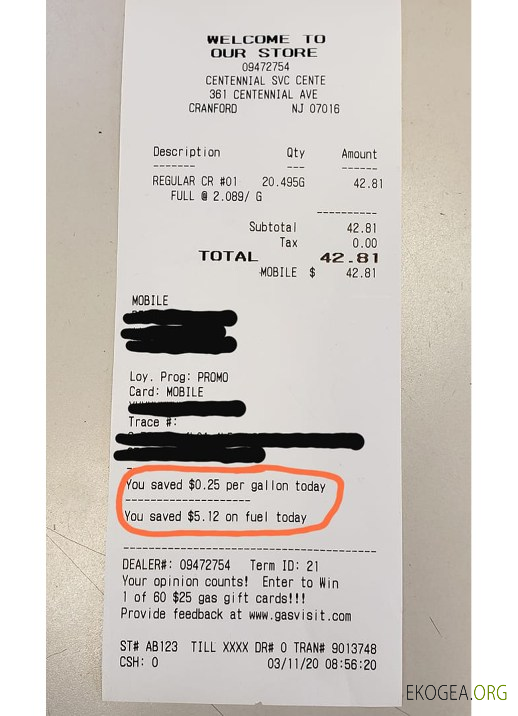 WELCOME TO
OUR STORE
09472754
CENTENNIAL SVC CENTE
361 CENTENNIAL AVE
CRANFORD NJ 07016
Description Qty Amount
REGULAR CR #01 20.495G 42.81
FULL @ 2.089/ G
Subtotal 42.81
Tax 0.00
TOTAL 42.81
MOBILE $ 42.81
MOBILE
Loy. Prog: PROMO
Card: MOBILE
Trace #:
You saved $0.25 per gallon today
You saved $5.12 on fuel today
DEALER#: 09472754 Term ID: 21
Your opinion counts! Enter to Win
1 of 60 $25 gas gift cards!!!
Provide feedback at www.gasvisit.com
ST# AB123 TILL XXXX DR# 0 TRAN# 9013748
CSH: 0 03/11/20 08:56:20
EKOGEA.ORG